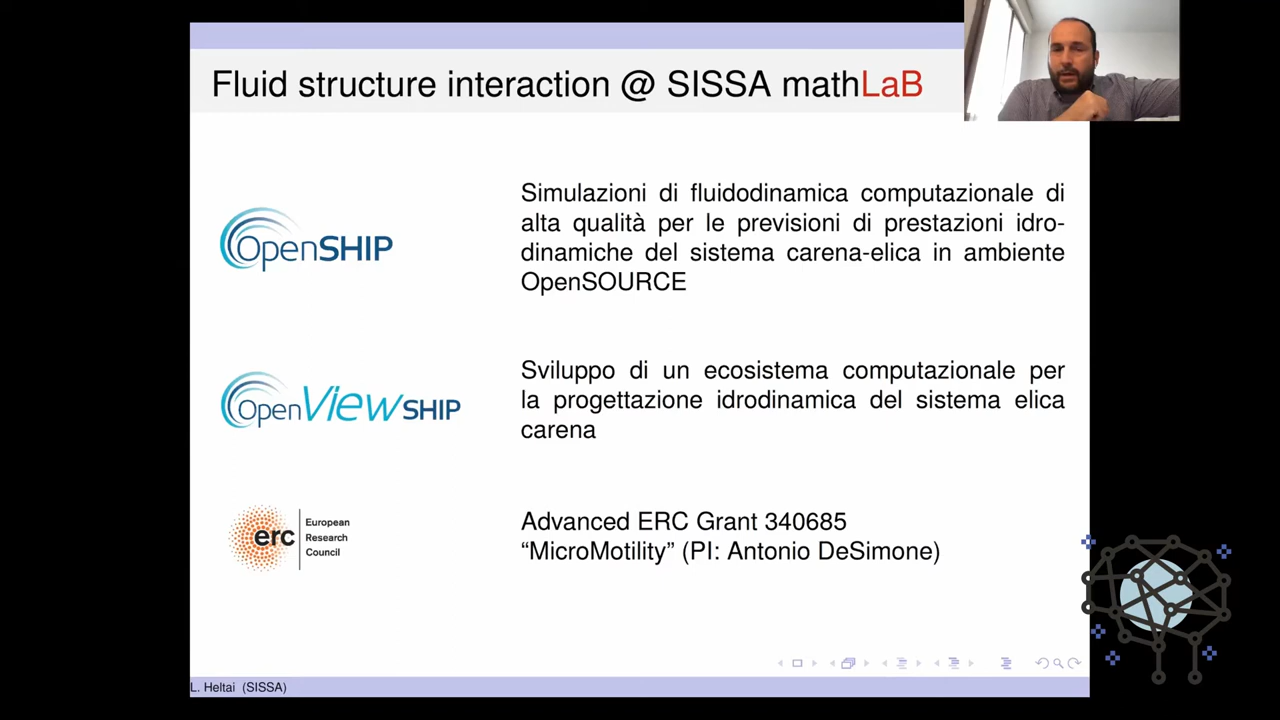 Fluid structure interaction @ SISSA mathLaB
OpenSHIP
Simulazioni di fluidodinamica computazionale di
alta qualità per le previsioni di prestazioni idro-
dinamiche del sistema carena-elica in ambiente
OpenSOURCE
OpenViewSHIP
Sviluppo di un ecosistema computazionale per
la progettazione idrodinamica del sistema elica
carena
erc
European
Research
Council
Advanced ERC Grant 340685
“MicroMotility” (PI: Antonio DeSimone)
L. Heltai (SISSA)